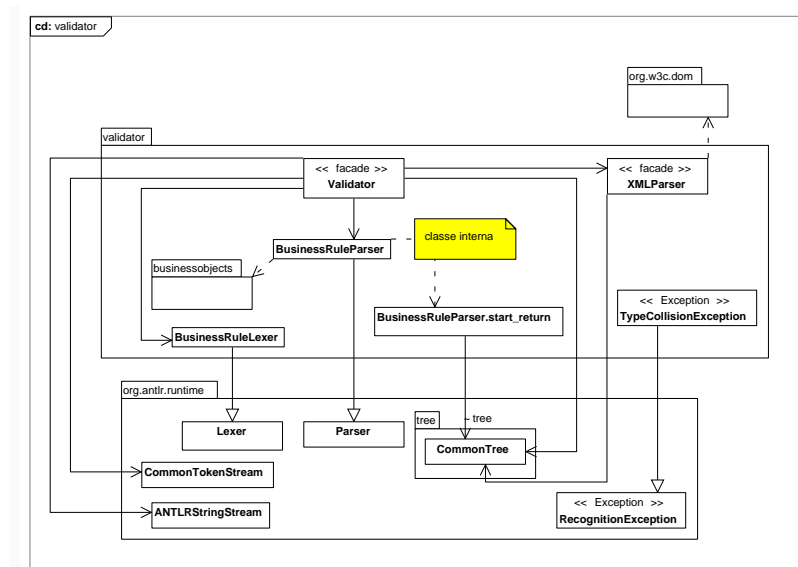 cd: validator
org.w3c.dom
validator
<< facade >>
Validator
<< facade >>
XMLParser
classe interna
BusinessRuleParser
businessobjects
<< Exception >>
TypeCollisionException
BusinessRuleParser.start_return
BusinessRuleLexer
org.antlr.runtime
tree
~ tree
Lexer
Parser
CommonTree
CommonTokenStream
<< Exception >>
RecognitionException
ANTLRStringStream